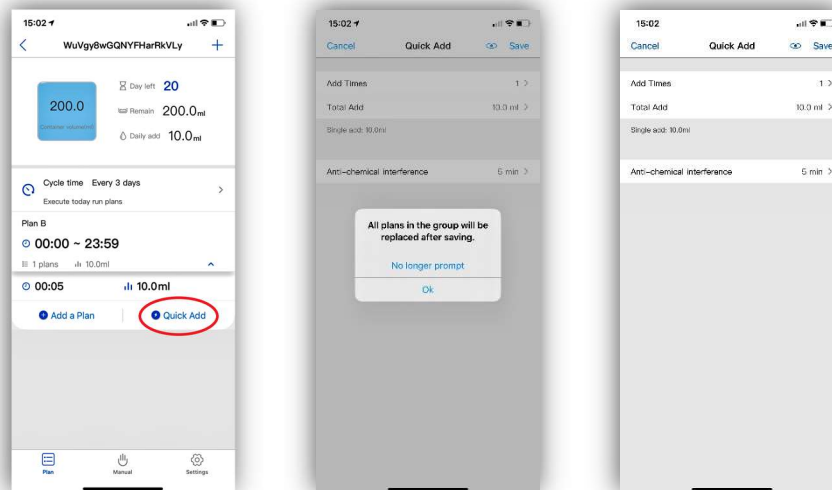 15:02
WuVgy8wGQNYFHarRkVLy
200.0
Day left 20
Remain 200.0ml
Daily add 10.0ml
Cycle time Every 3 days
Execute today run plans
Plan B
00:00 ~ 23:59
1 plans 10.0ml
00:05 10.0ml
Add a Plan Quick Add
Plan Manual Settings
15:02
Cancel Quick Add Save
Add Times 1
Total Add 10.0 ml
Single add: 10.0ml
Anti-chemical interference 5 min
All plans in the group will be
replaced after saving.
No longer prompt
Ok
15:02
Cancel Quick Add Save
Add Times 1
Total Add 10.0 ml
Single add: 10.0ml
Anti-chemical interference 5 min